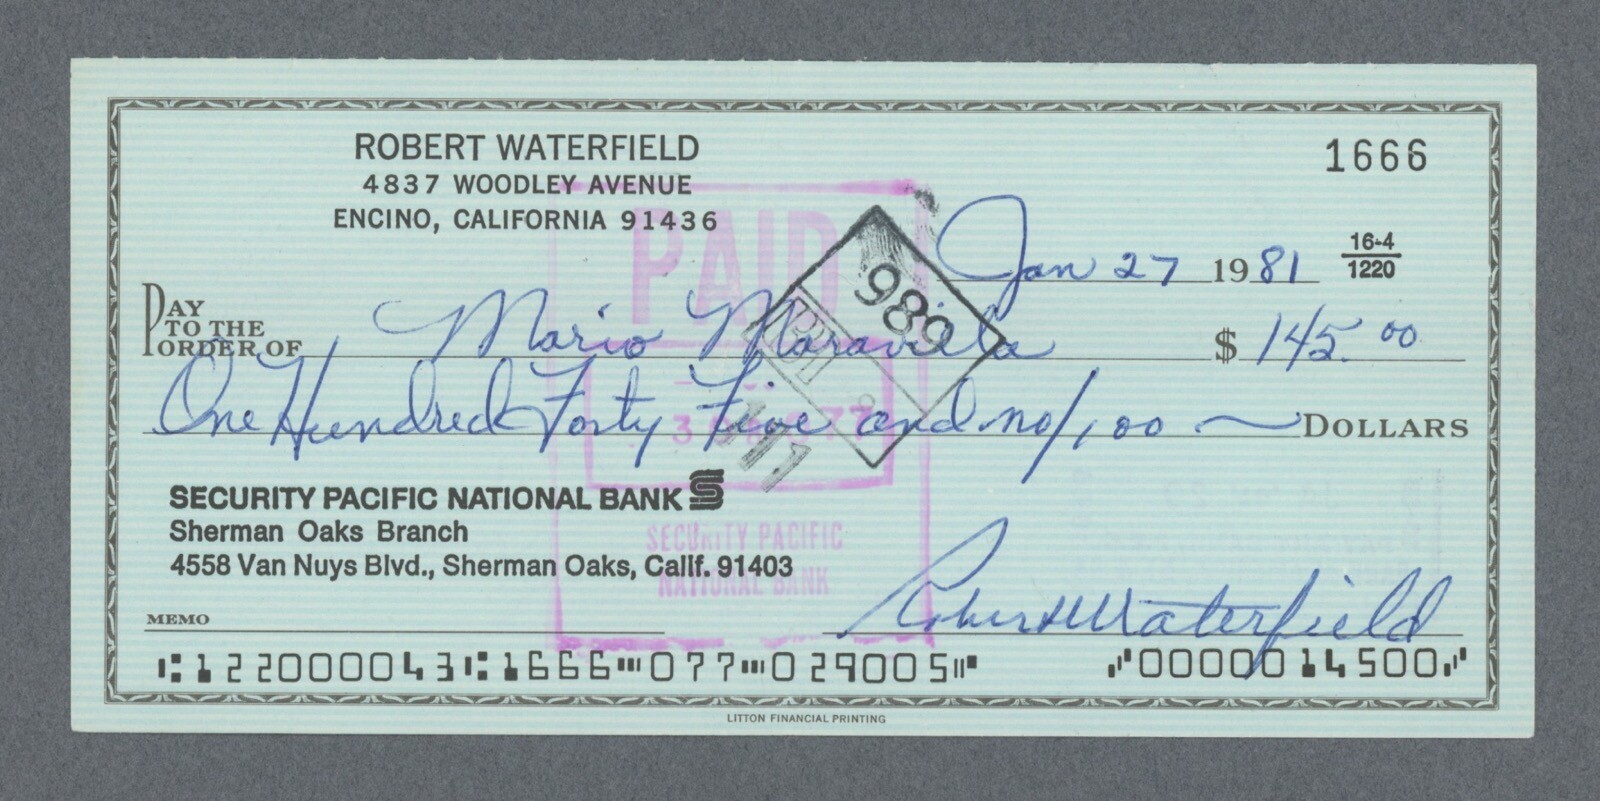 ROBERT WATERFIELD
4837 WOODLEY AVENUE
ENCINO, CALIFORNIA 91436
1666
Jan 27 1981
16-4
1220
PAY TO THE ORDER OF Mario Maravilla $ 145.00
One Hundred Forty Five and no/100 DOLLARS
PAID
989
SECURITY PACIFIC NATIONAL BANK
Sherman Oaks Branch
4558 Van Nuys Blvd., Sherman Oaks, Calif. 91403
SECURITY PACIFIC
NATIONAL BANK
MEMO
Robert Waterfield
⑆122000043⑆1666⑈077⑈029005⑈ ⑇0000014500⑇
LITTON FINANCIAL PRINTING